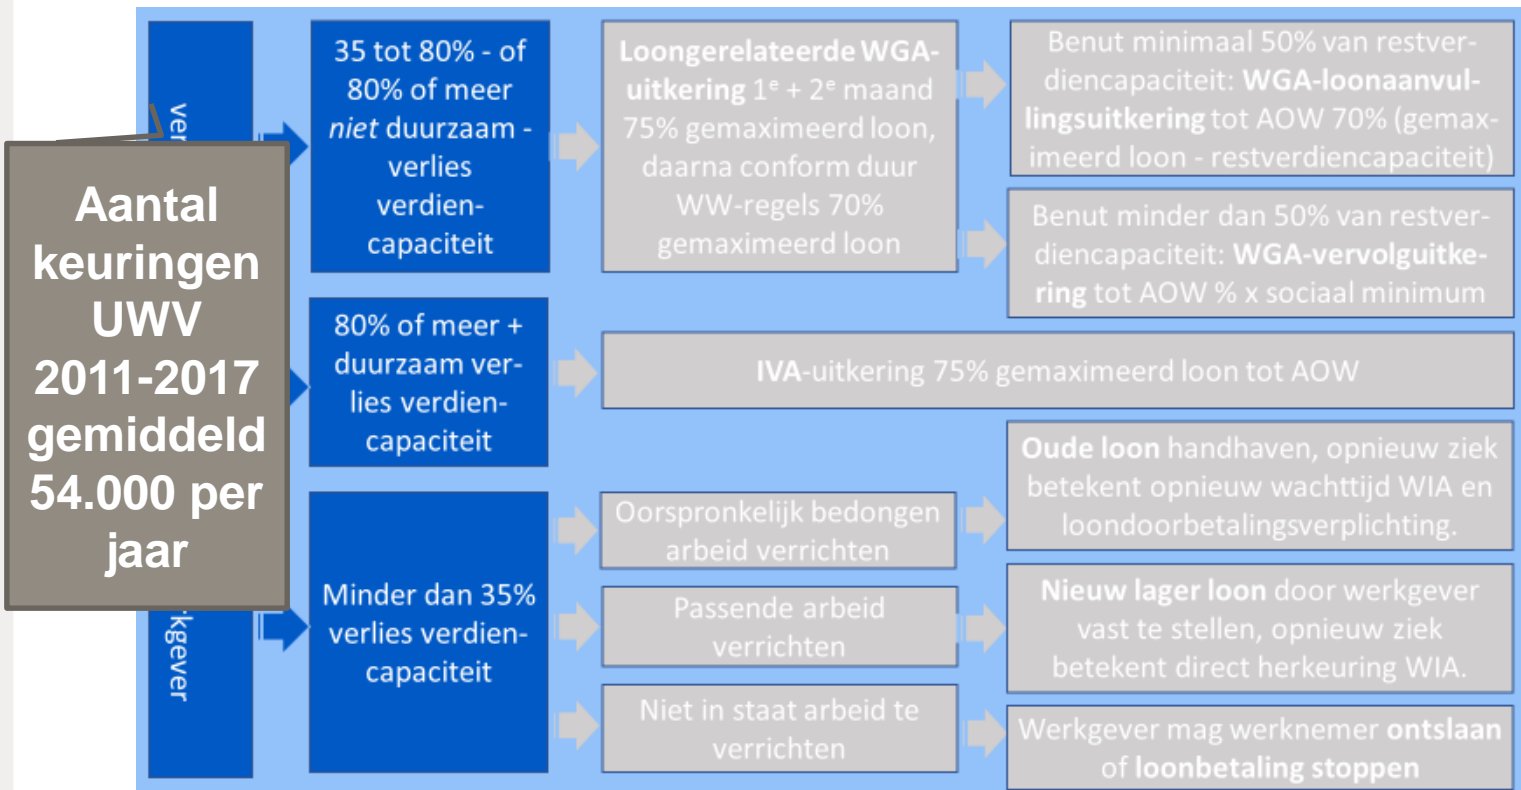 Aantal
keuringen
UWV
2011-2017
gemiddeld
54.000 per
jaar
35 tot 80% - of
80% of meer
niet duurzaam -
verlies
verdien-
capaciteit
Loongerelateerde WGA-
uitkering 1e + 2e maand
75% gemaximeerd loon,
daarna conform duur
WW-regels 70%
gemaximeerd loon
Benut minimaal 50% van restver-
diencapaciteit: WGA-loonaanvul-
lingsuitkering tot AOW 70% (gemax-
imeerd loon - restverdiencapaciteit)
Benut minder dan 50% van restver-
diencapaciteit: WGA-vervolguitke-
ring tot AOW % x sociaal minimum
80% of meer +
duurzaam ver-
lies verdien-
capaciteit
IVA-uitkering 75% gemaximeerd loon tot AOW
Minder dan 35%
verlies verdien-
capaciteit
Oorspronkelijk bedongen
arbeid verrichten
Oude loon handhaven, opnieuw ziek
betekent opnieuw wachttijd WIA en
loondoorbetalingsverplichting.
Passende arbeid
verrichten
Nieuw lager loon door werkgever
vast te stellen, opnieuw ziek
betekent direct herkeuring WIA.
Niet in staat arbeid te
verrichten
Werkgever mag werknemer ontslaan
of loonbetaling stoppen